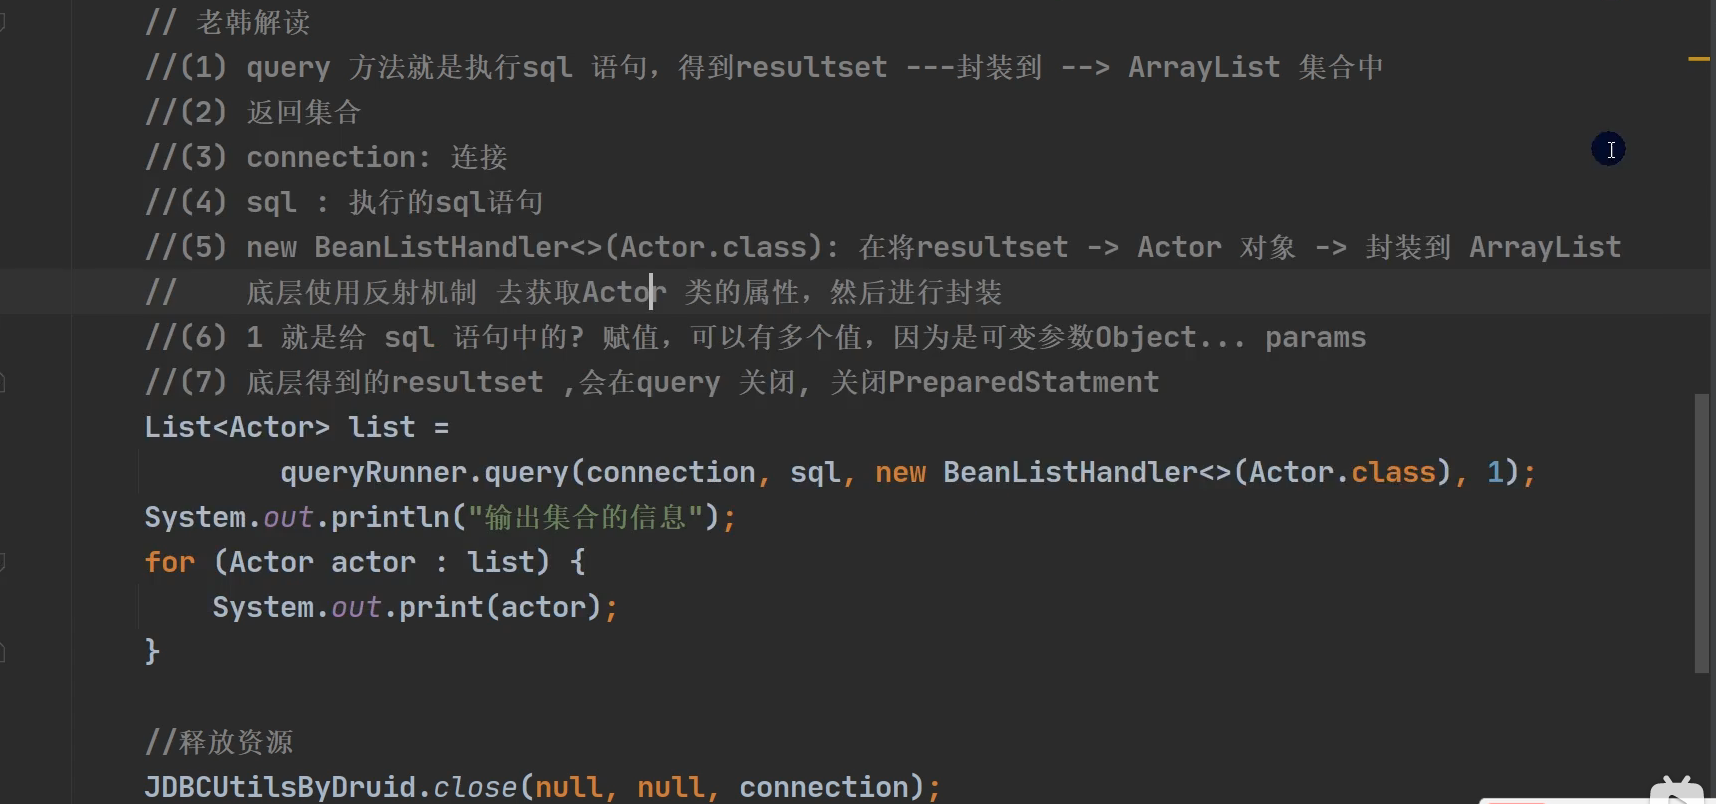 // 老韩解读
//(1) query 方法就是执行sql 语句，得到resultset ---封装到 --> ArrayList 集合中
//(2) 返回集合
//(3) connection: 连接
//(4) sql : 执行的sql语句
//(5) new BeanListHandler<>(Actor.class): 在将resultset -> Actor 对象 -> 封装到 ArrayList
//    底层使用反射机制 去获取Actor 类的属性，然后进行封装
//(6) 1 就是给 sql 语句中的? 赋值，可以有多个值，因为是可变参数Object... params
//(7) 底层得到的resultset ,会在query 关闭, 关闭PreparedStatment
List<Actor> list =
        queryRunner.query(connection, sql, new BeanListHandler<>(Actor.class), 1);
System.out.println("输出集合的信息");
for (Actor actor : list) {
    System.out.print(actor);
}
//释放资源
JDBCUtilsByDruid.close(null, null, connection);